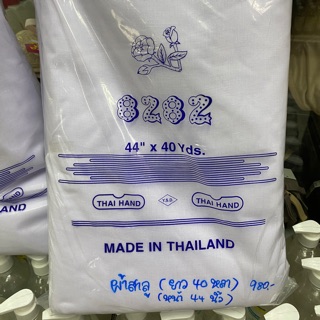 8282
44" x 40 Yds.
THAI HAND Y.S.D. THAI HAND
MADE IN THAILAND
ผ้าสาลู (ยาว 40 หลา) 980.-
(หน้า 44 นิ้ว)